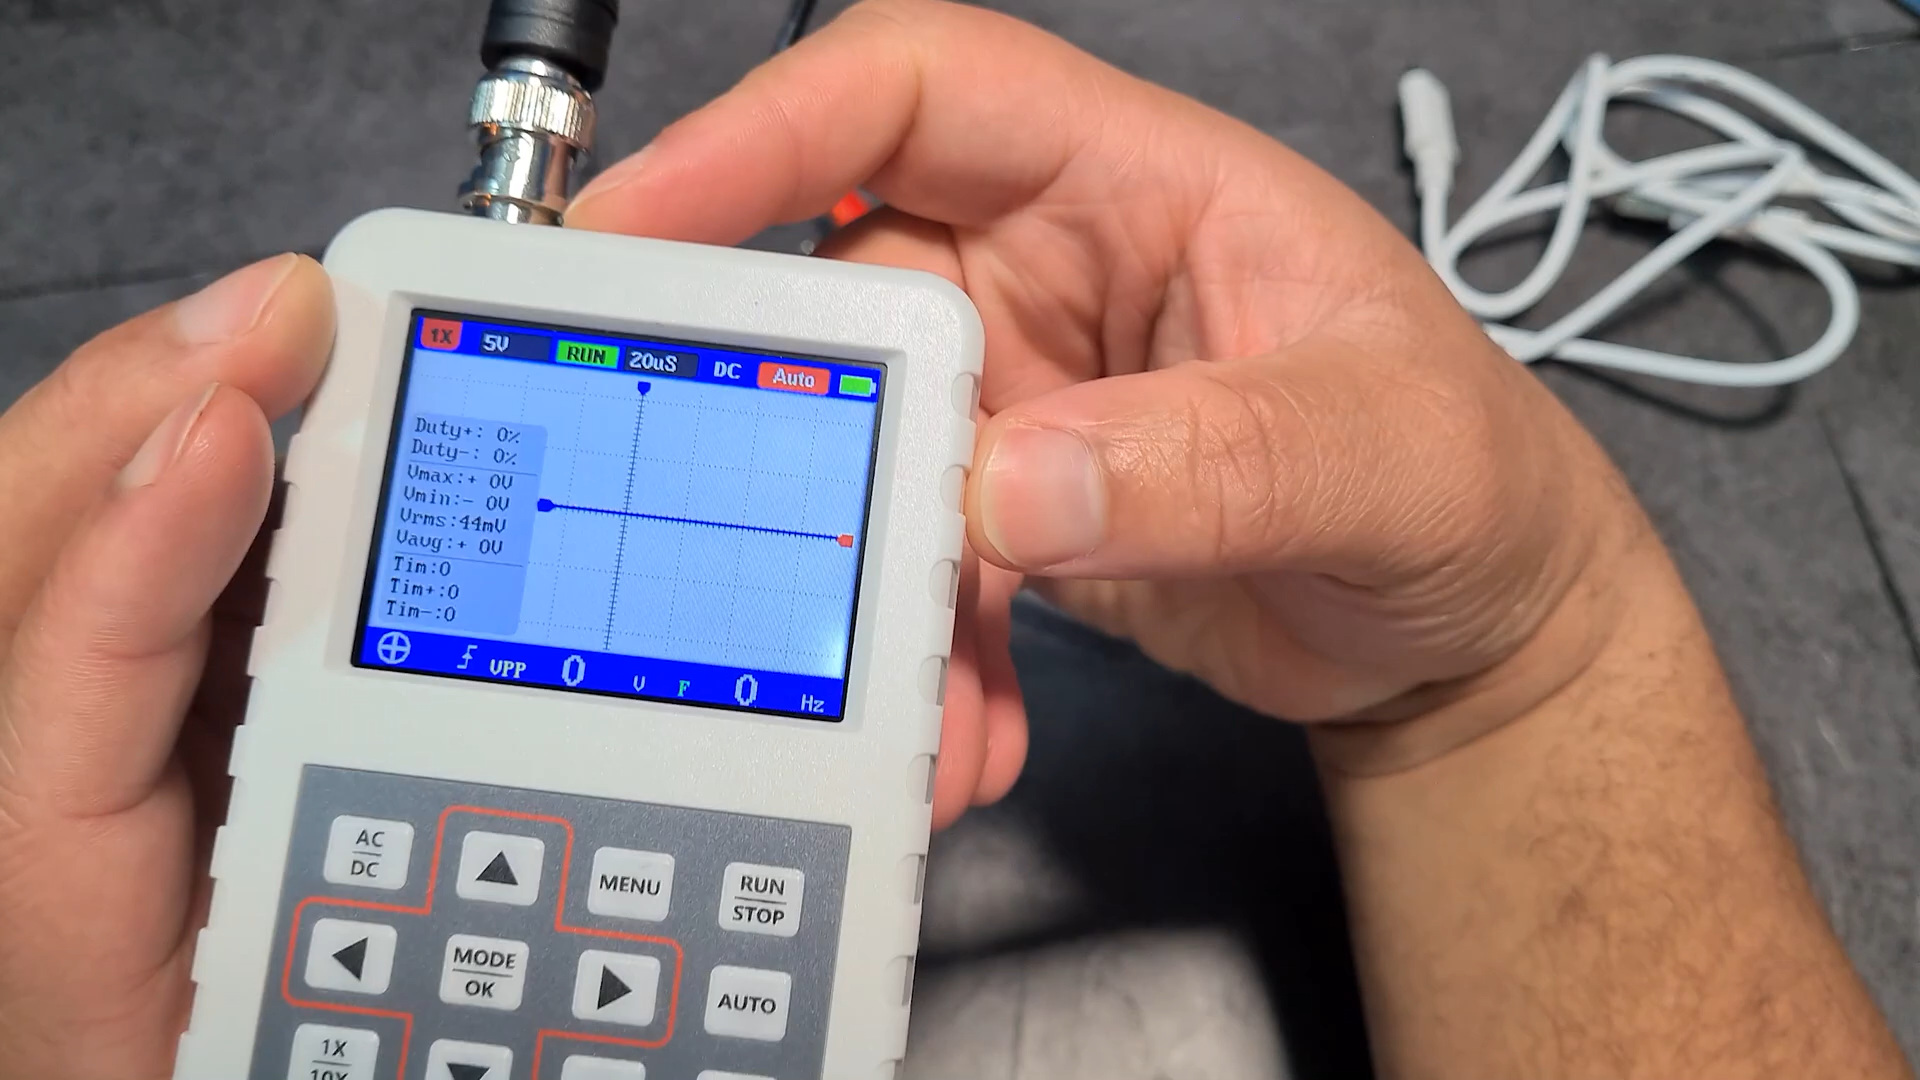 1X 5V RUN 20uS DC Auto
Duty+: 0%
Duty-: 0%
Vmax:+ 0V
Vmin:- 0V
Vrms:44mV
Vavg:+ 0V
Tim:0
Tim+:0
Tim-:0
VPP 0 V F 0 Hz
AC
DC
MENU
RUN
STOP
MODE
OK
AUTO
1X
10X